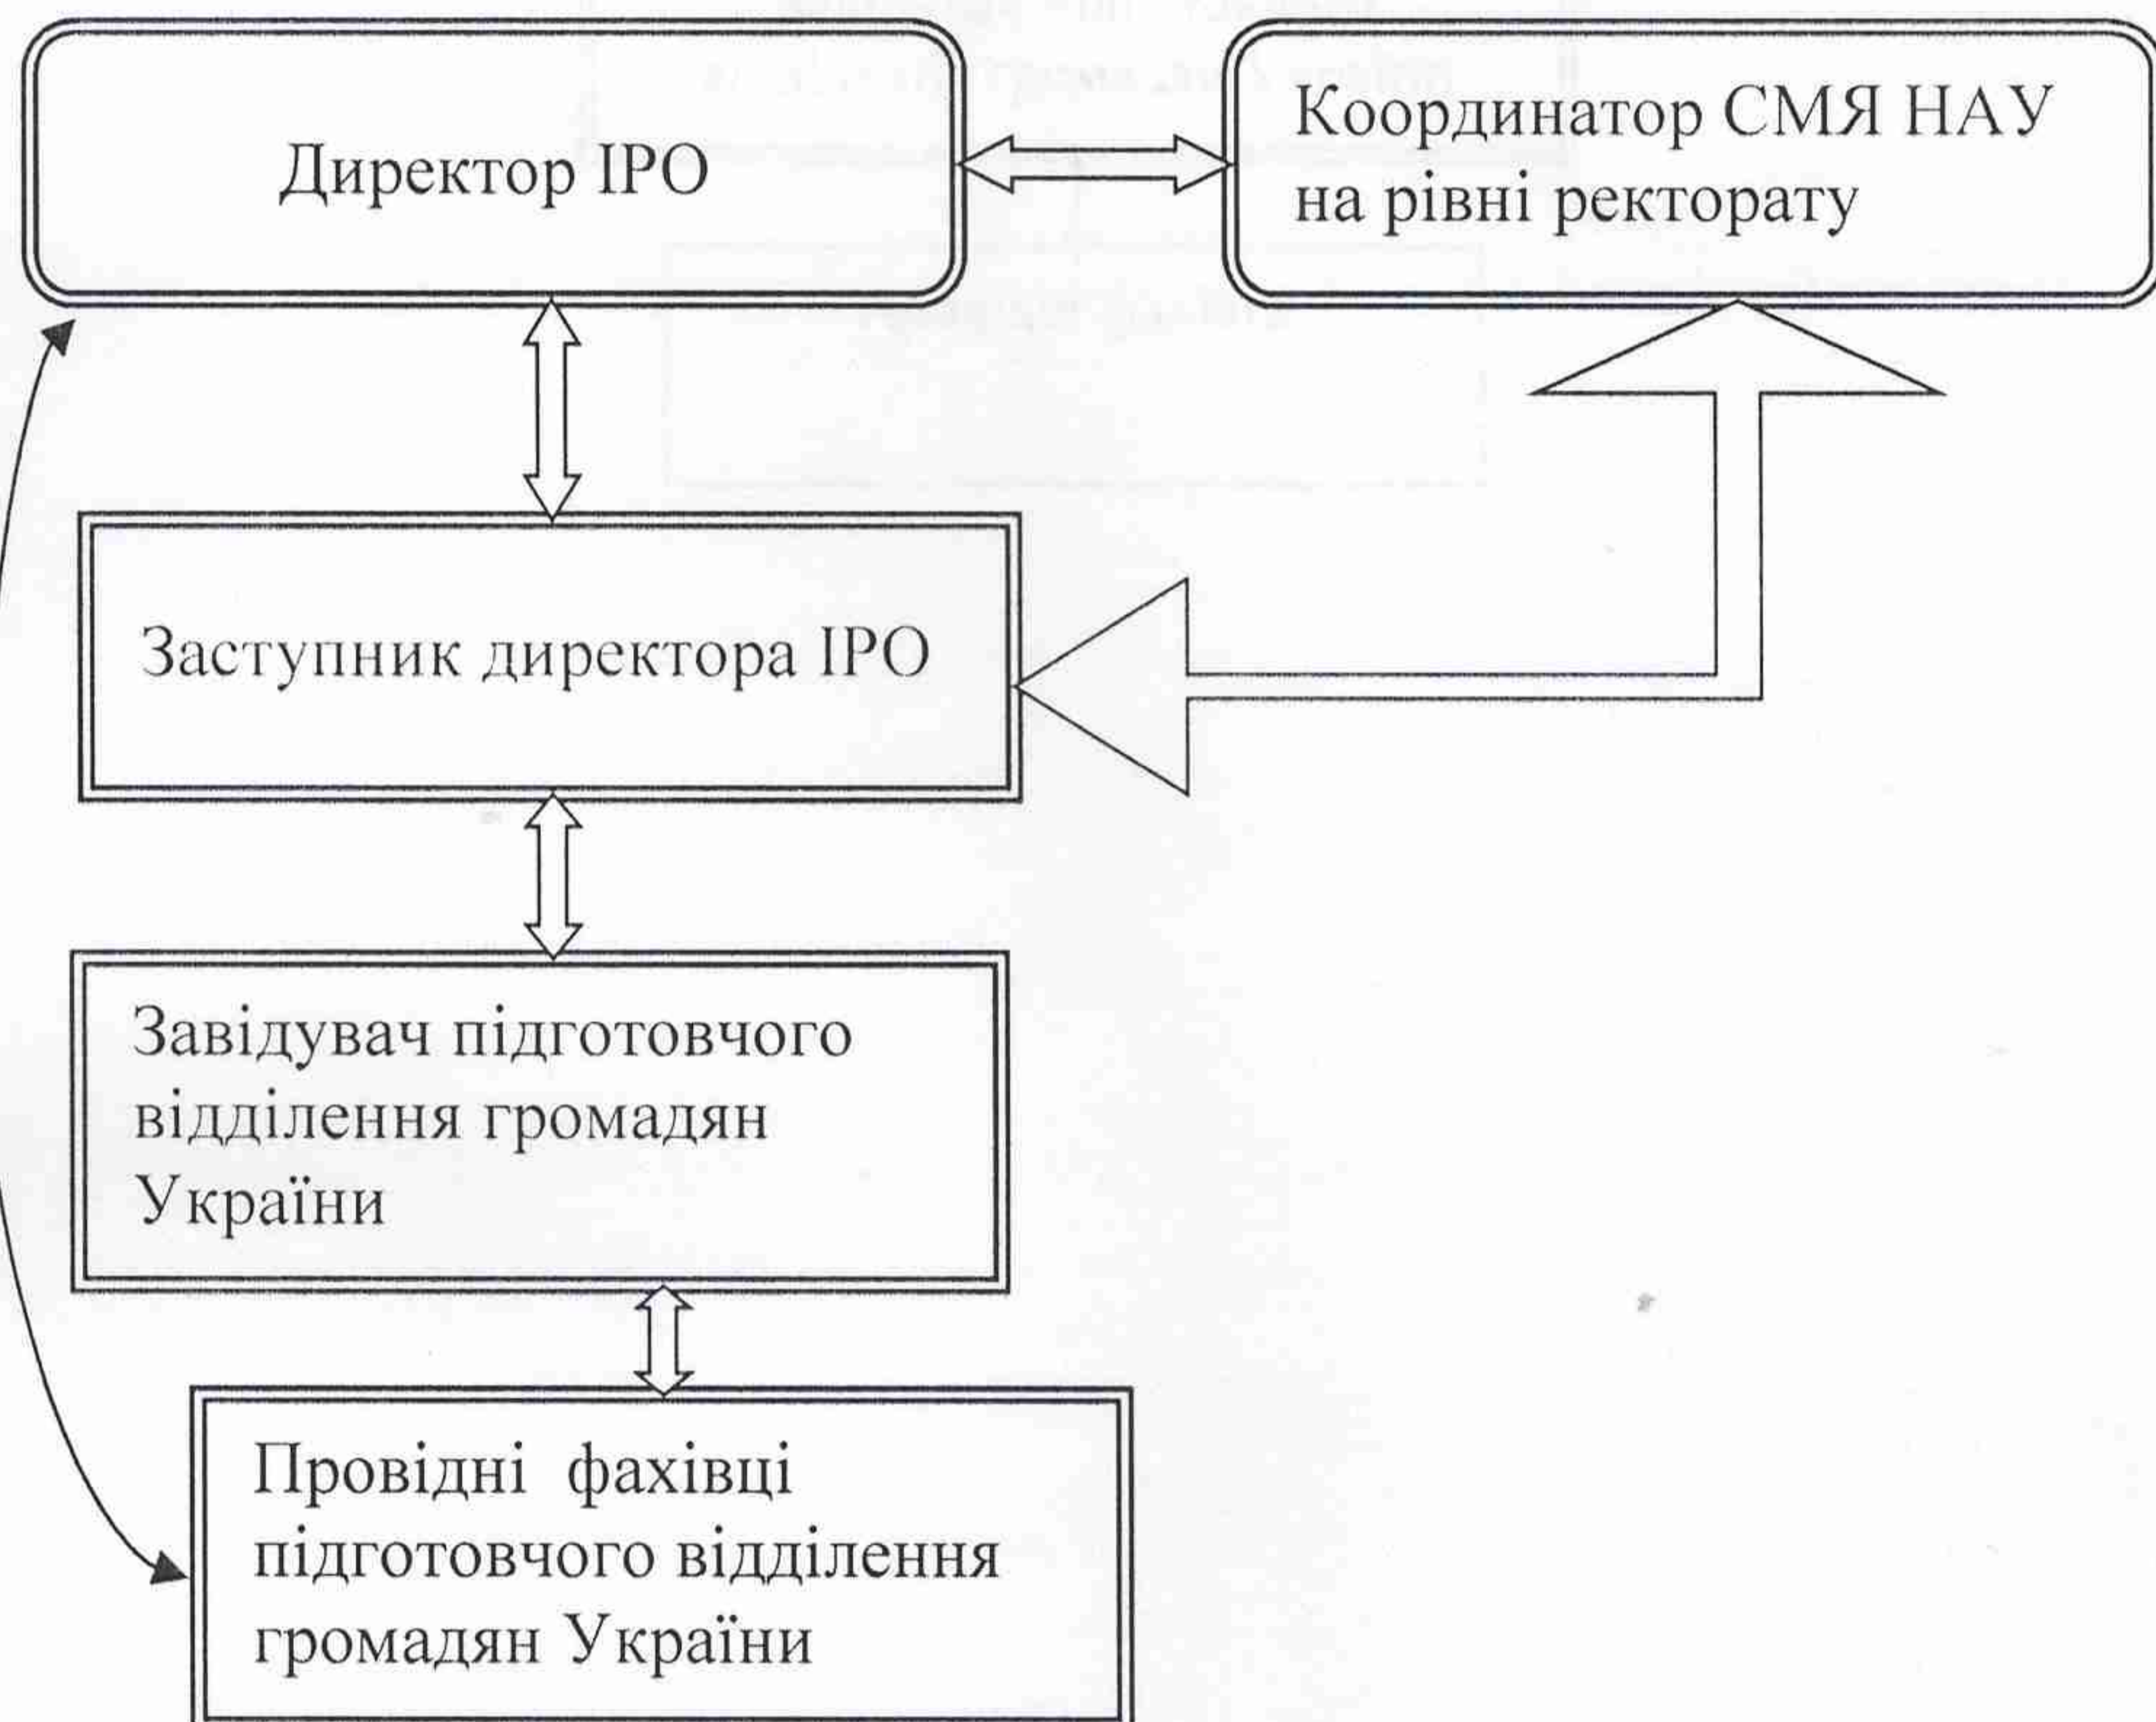 Директор ІРО
Координатор СМЯ НАУ
на рівні ректорату
Заступник директора ІРО
Завідувач підготовчого
відділення громадян
України
Провідні фахівці
підготовчого відділення
громадян України